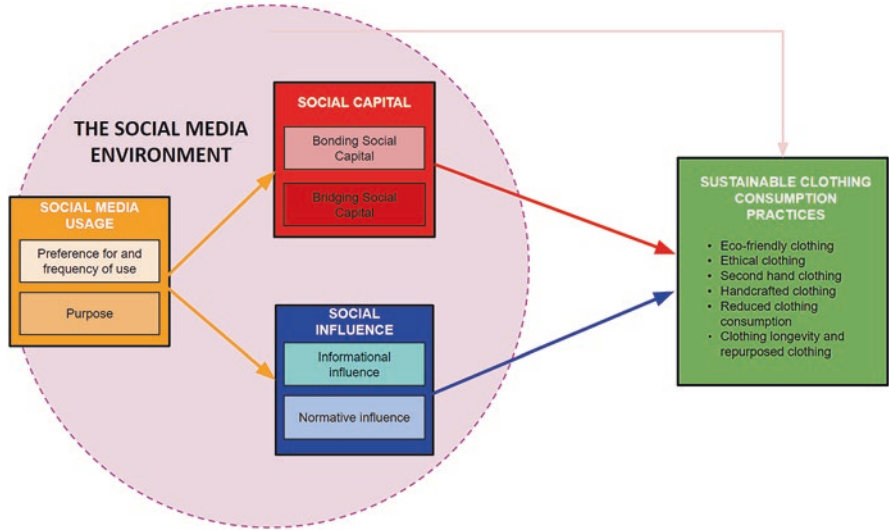 THE SOCIAL MEDIA
ENVIRONMENT
SOCIAL MEDIA
USAGE
Preference for and
frequency of use
Purpose
SOCIAL CAPITAL
Bonding Social
Capital
Bridging Social
Capital
SOCIAL
INFLUENCE
Informational
influence
Normative influence
SUSTAINABLE CLOTHING
CONSUMPTION
PRACTICES
• Eco-friendly clothing
• Ethical clothing
• Second hand clothing
• Handcrafted clothing
• Reduced clothing
consumption
• Clothing longevity and
repurposed clothing